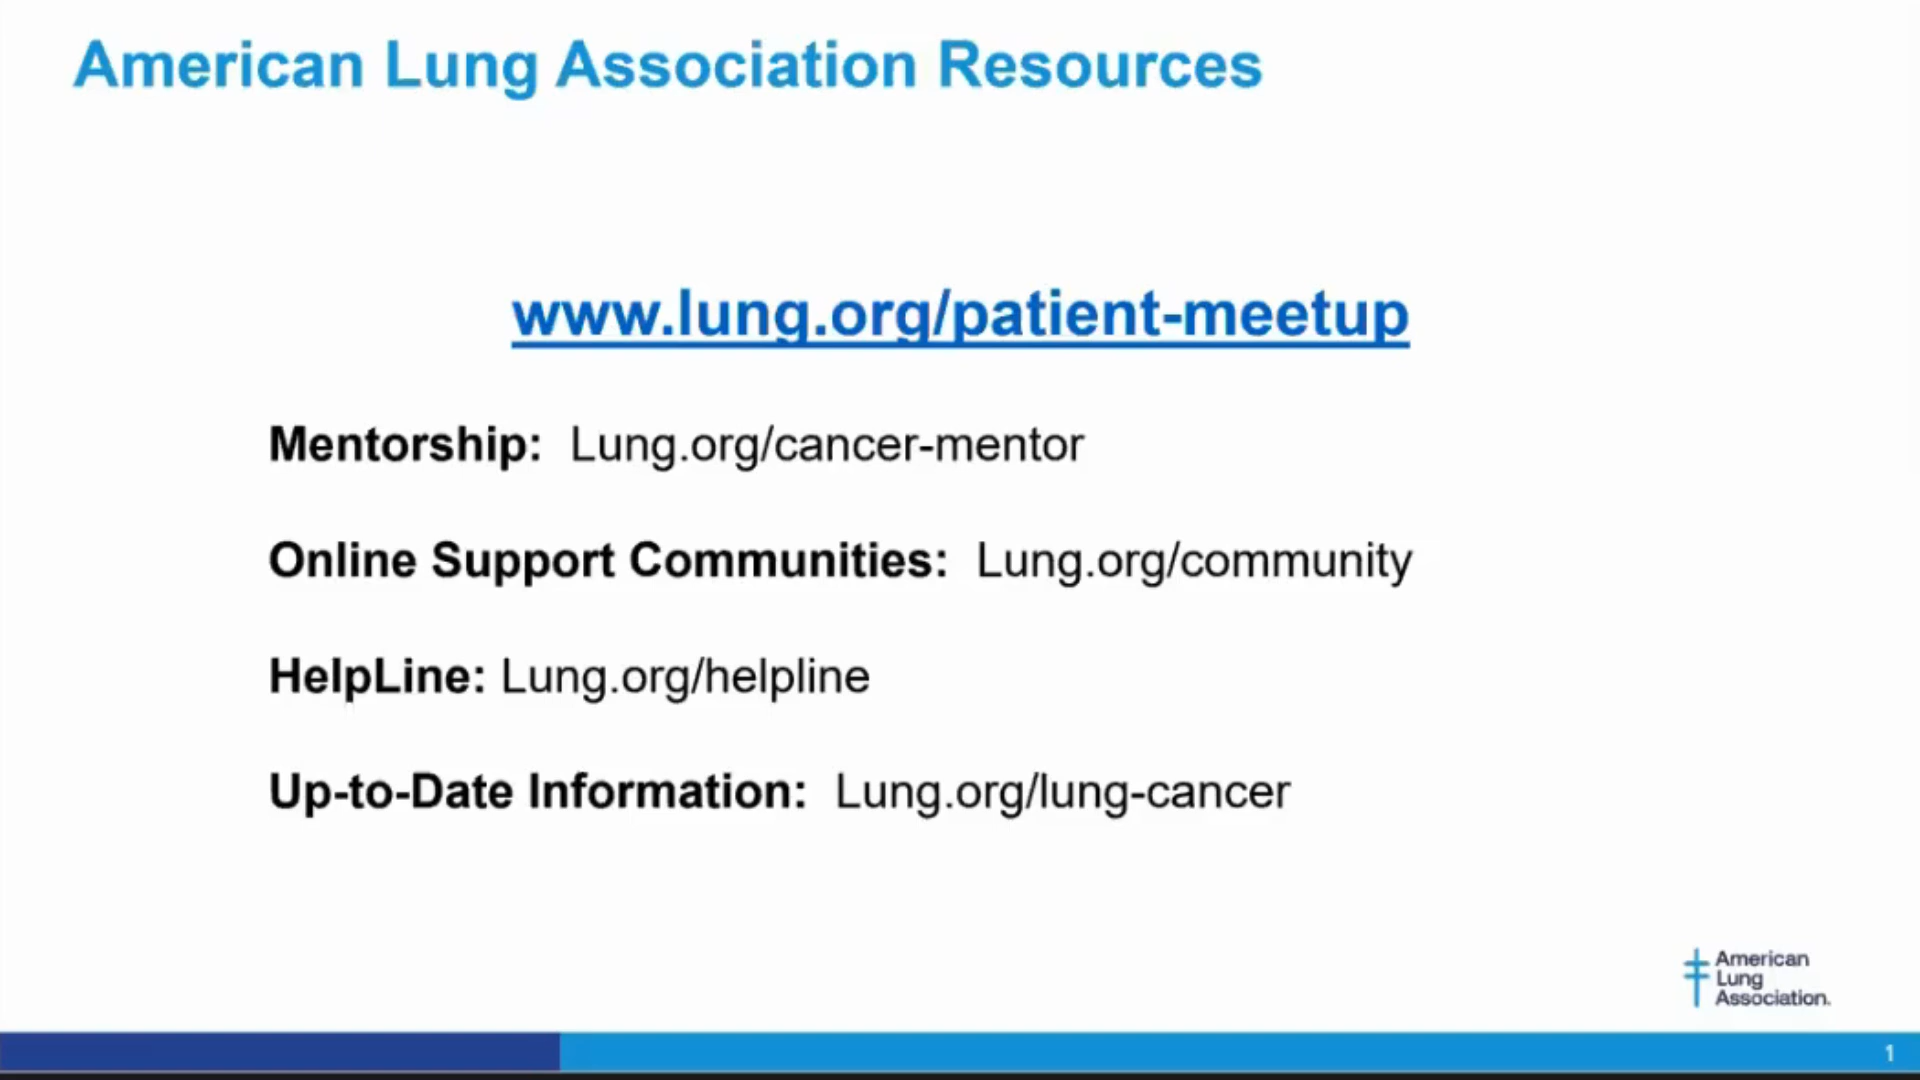 American Lung Association Resources
www.lung.org/patient-meetup
Mentorship: Lung.org/cancer-mentor
Online Support Communities: Lung.org/community
HelpLine: Lung.org/helpline
Up-to-Date Information: Lung.org/lung-cancer
American
Lung
Association.
1